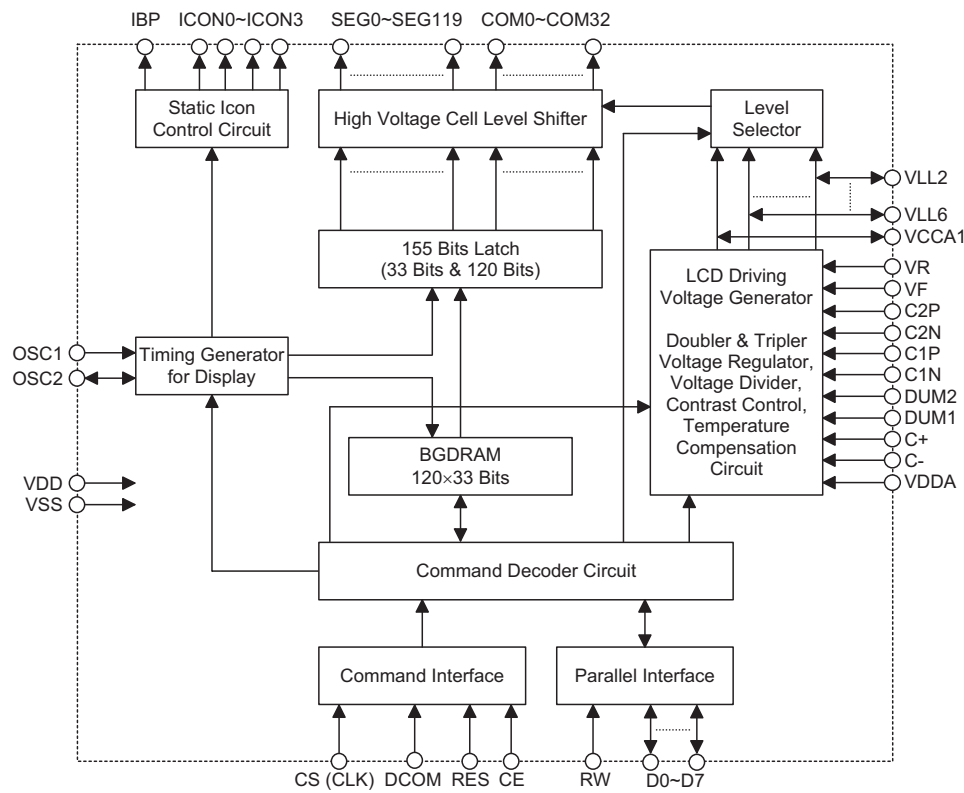 IBP ICON0~ICON3 SEG0~SEG119 COM0~COM32
Static Icon
Control Circuit
High Voltage Cell Level Shifter
Level
Selector
VLL2
VLL6
VCCA1
155 Bits Latch
(33 Bits & 120 Bits)
LCD Driving
Voltage Generator
Doubler & Tripler
Voltage Regulator,
Voltage Divider,
Contrast Control,
Temperature
Compensation
Circuit
VR
VF
C2P
C2N
C1P
C1N
DUM2
DUM1
C+
C-
VDDA
OSC1
OSC2
Timing Generator
for Display
BGDRAM
120×33 Bits
VDD
VSS
Command Decoder Circuit
Command Interface
Parallel Interface
CS (CLK) DCOM RES CE RW D0~D7